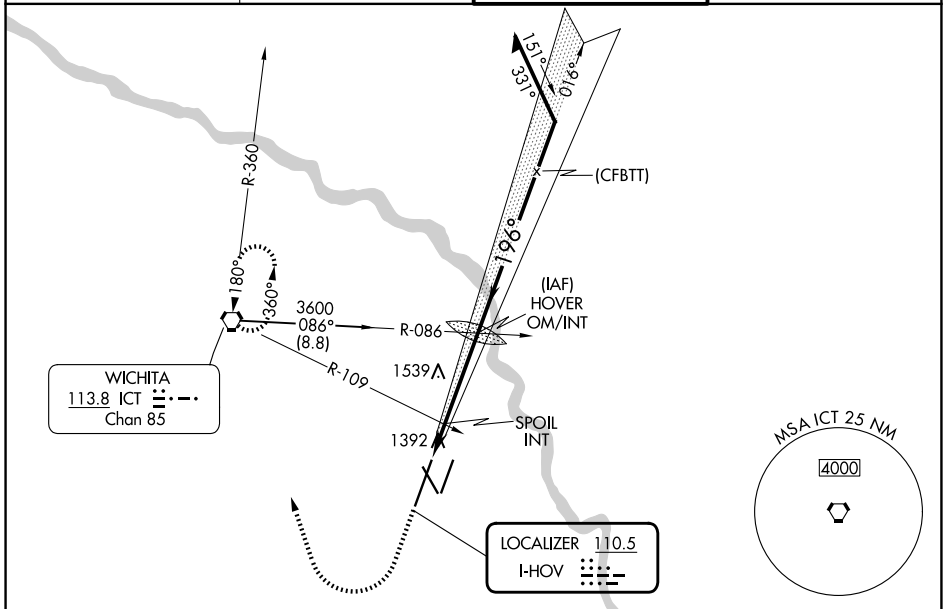 151°
331°
016°
R-360
(CFBTT)
196°
180°
360°
3600
086°
(8.8)
R-086
(IAF)
HOVER
OM/INT
R-109
1539
WICHITA
113.8 ICT
Chan 85
SPOIL
INT
1392
MSA ICT 25 NM
4000
LOCALIZER 110.5
I-HOV